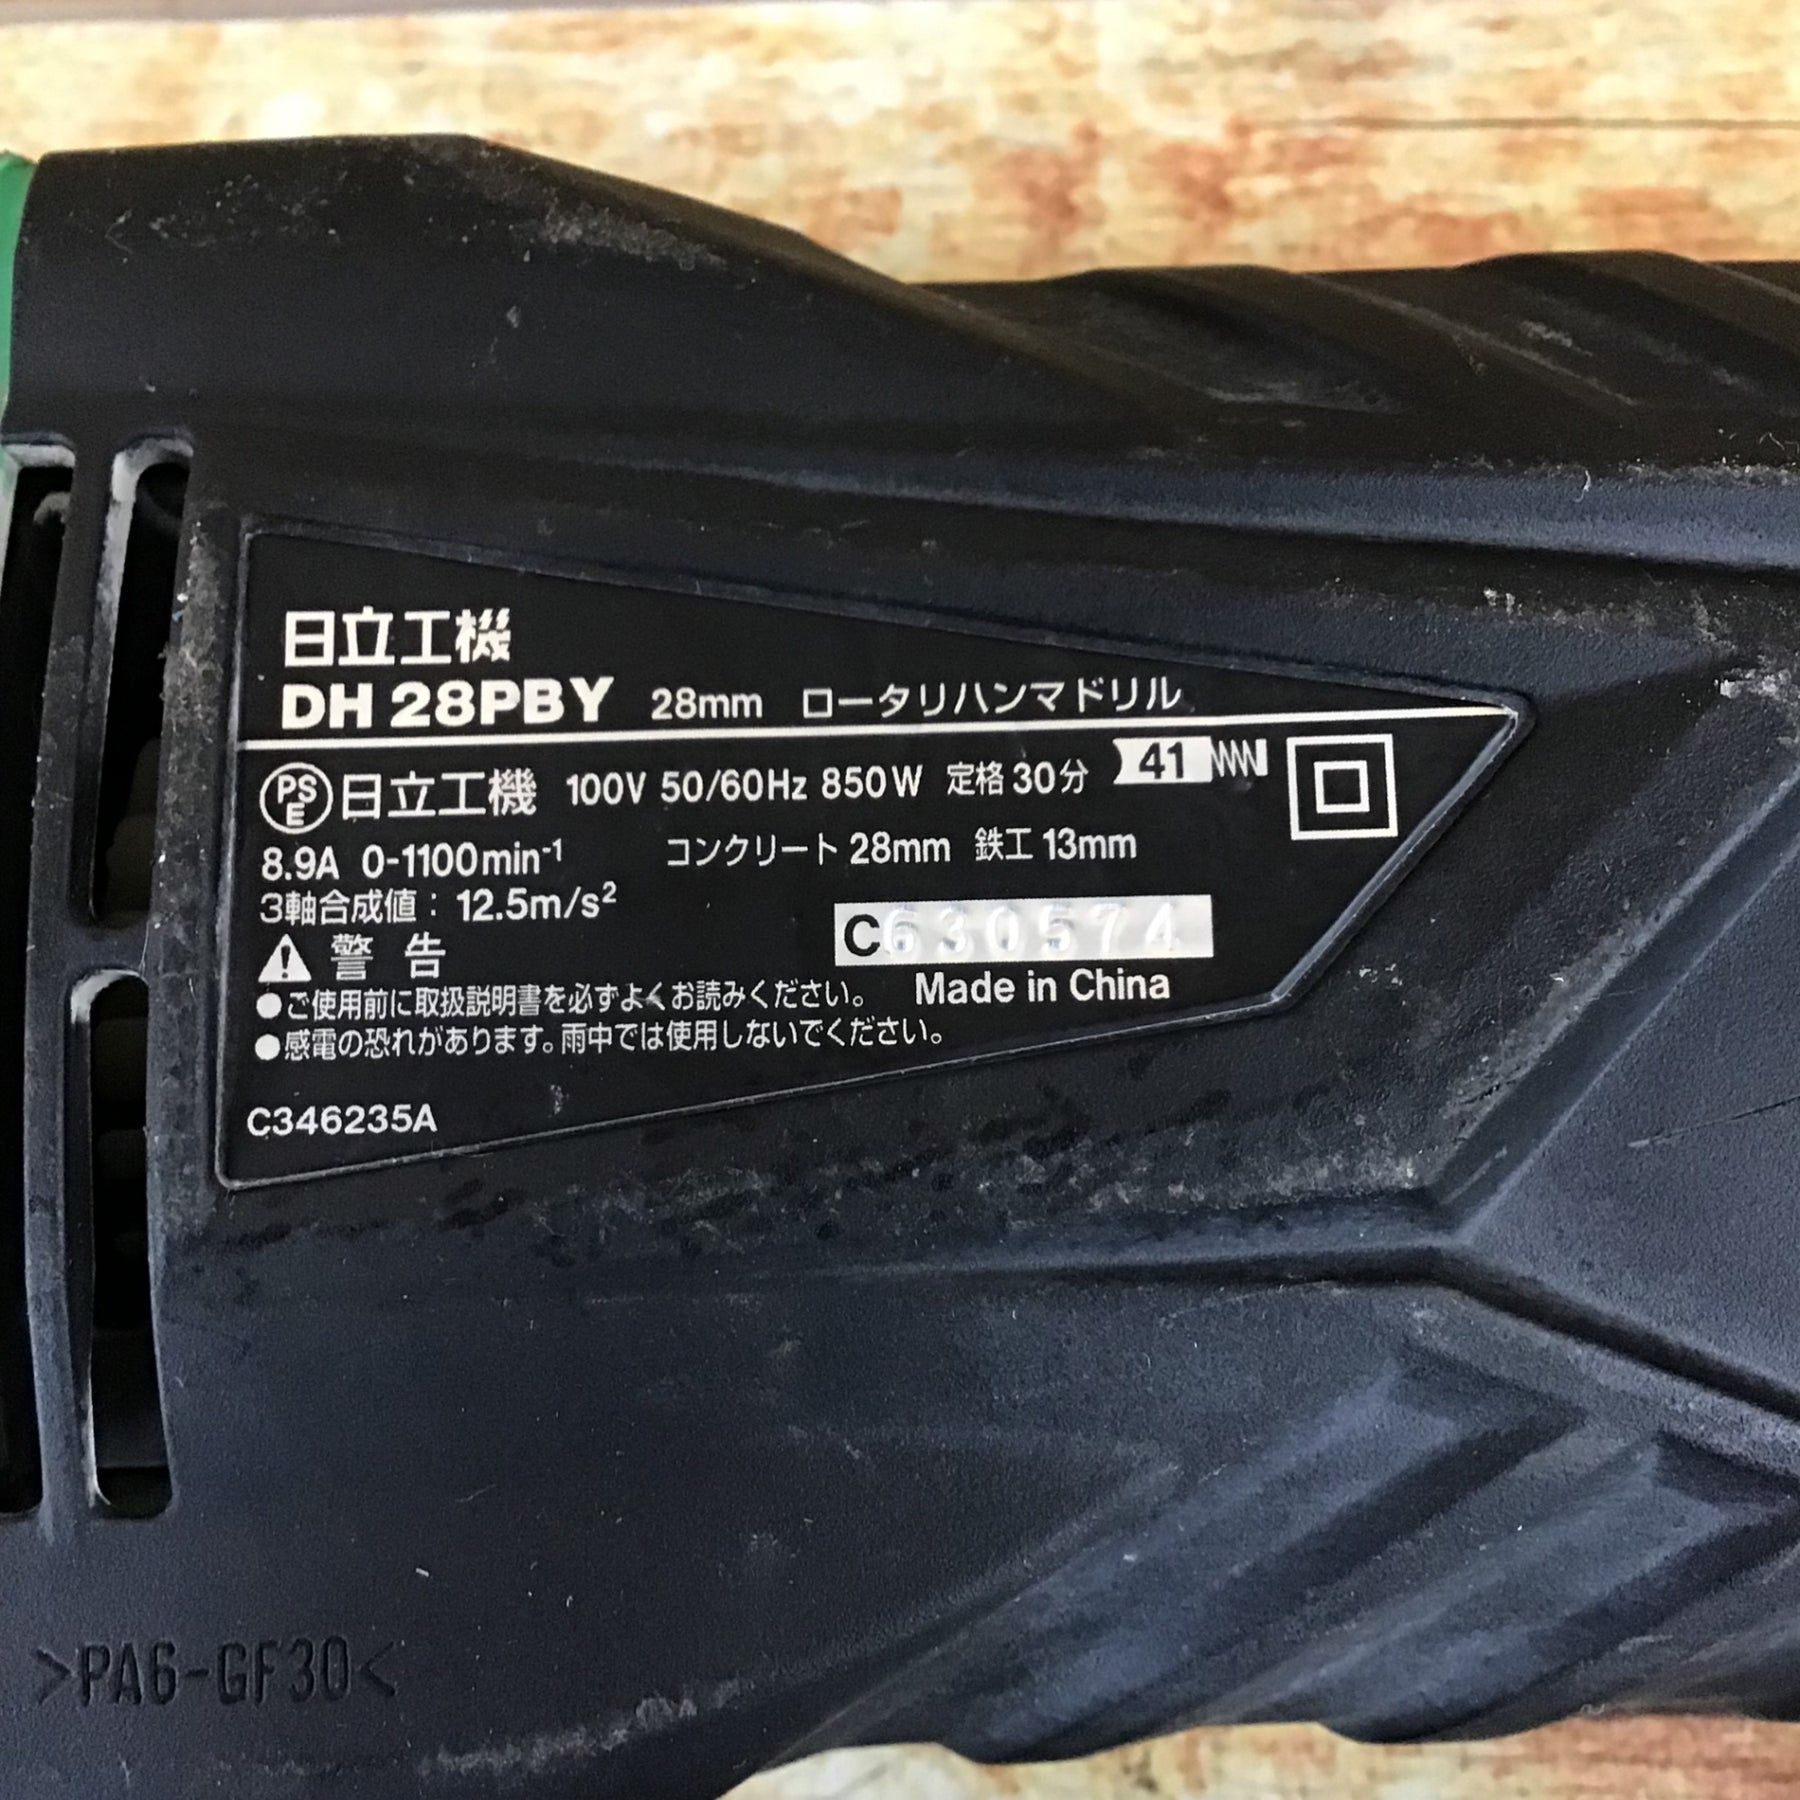 日立工機
DH 28PBY 28mm ロータリハンマドリル
PSE 日立工機 100V 50/60Hz 850W 定格30分 41
8.9A 0-1100min⁻¹ コンクリート 28mm 鉄工 13mm
3軸合成値：12.5m/s²
C630574
⚠ 警告
Made in China
●ご使用前に取扱説明書を必ずよくお読みください。
●感電の恐れがあります。雨中では使用しないでください。
C346235A
>PA6-GF30<